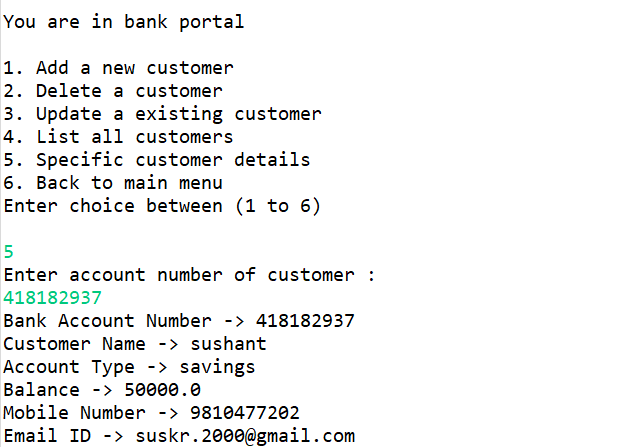 You are in bank portal
1. Add a new customer
2. Delete a customer
3. Update a existing customer
4. List all customers
5. Specific customer details
6. Back to main menu
Enter choice between (1 to 6)
5
Enter account number of customer :
418182937
Bank Account Number -> 418182937
Customer Name -> sushant
Account Type -> savings
Balance -> 50000.0
Mobile Number -> 9810477202
Email ID -> suskr.2000@gmail.com